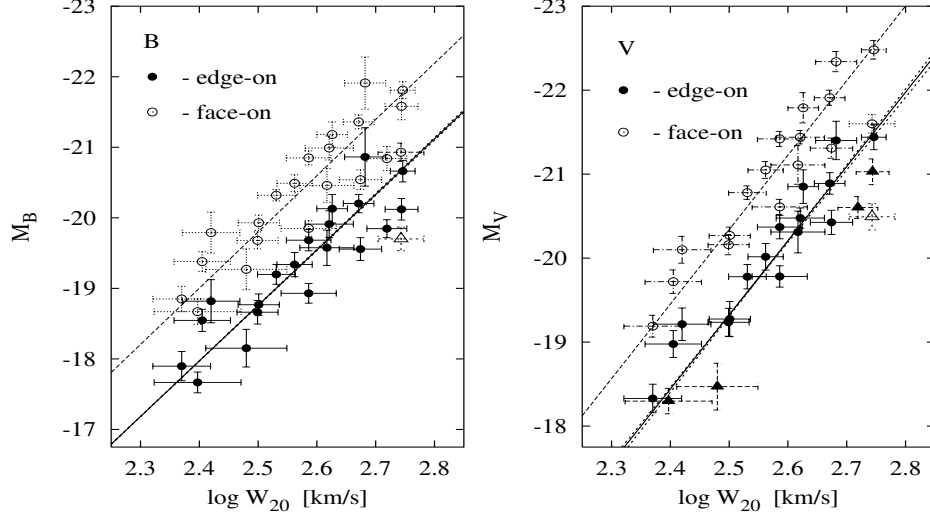 B
- edge-on
- face-on
-23
-22
-21
-20
-19
-18
-17
M_B
2.3 2.4 2.5 2.6 2.7 2.8
log W_20 [km/s]
V
- edge-on
- face-on
-23
-22
-21
-20
-19
-18
M_V
2.3 2.4 2.5 2.6 2.7 2.8
log W_20 [km/s]